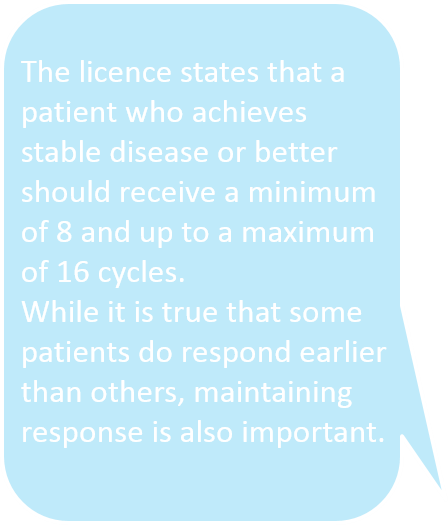 The licence states that a
patient who achieves
stable disease or better
should receive a minimum
of 8 and up to a maximum
of 16 cycles.
While it is true that some
patients do respond earlier
than others, maintaining
response is also important.